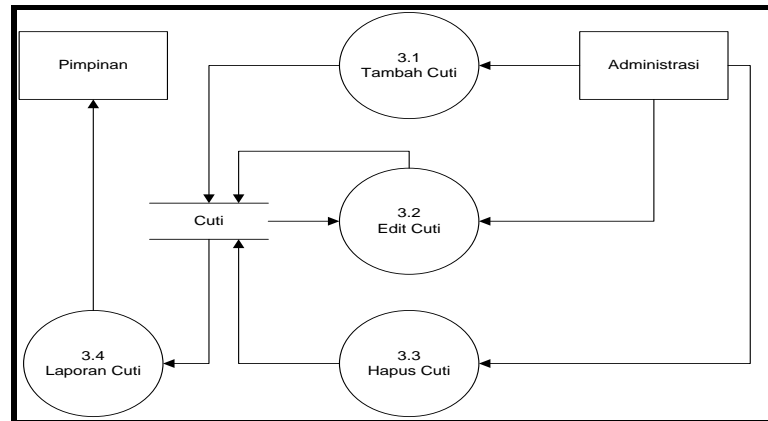 Pimpinan
3.1
Tambah Cuti
Administrasi
Cuti
3.2
Edit Cuti
3.4
Laporan Cuti
3.3
Hapus Cuti